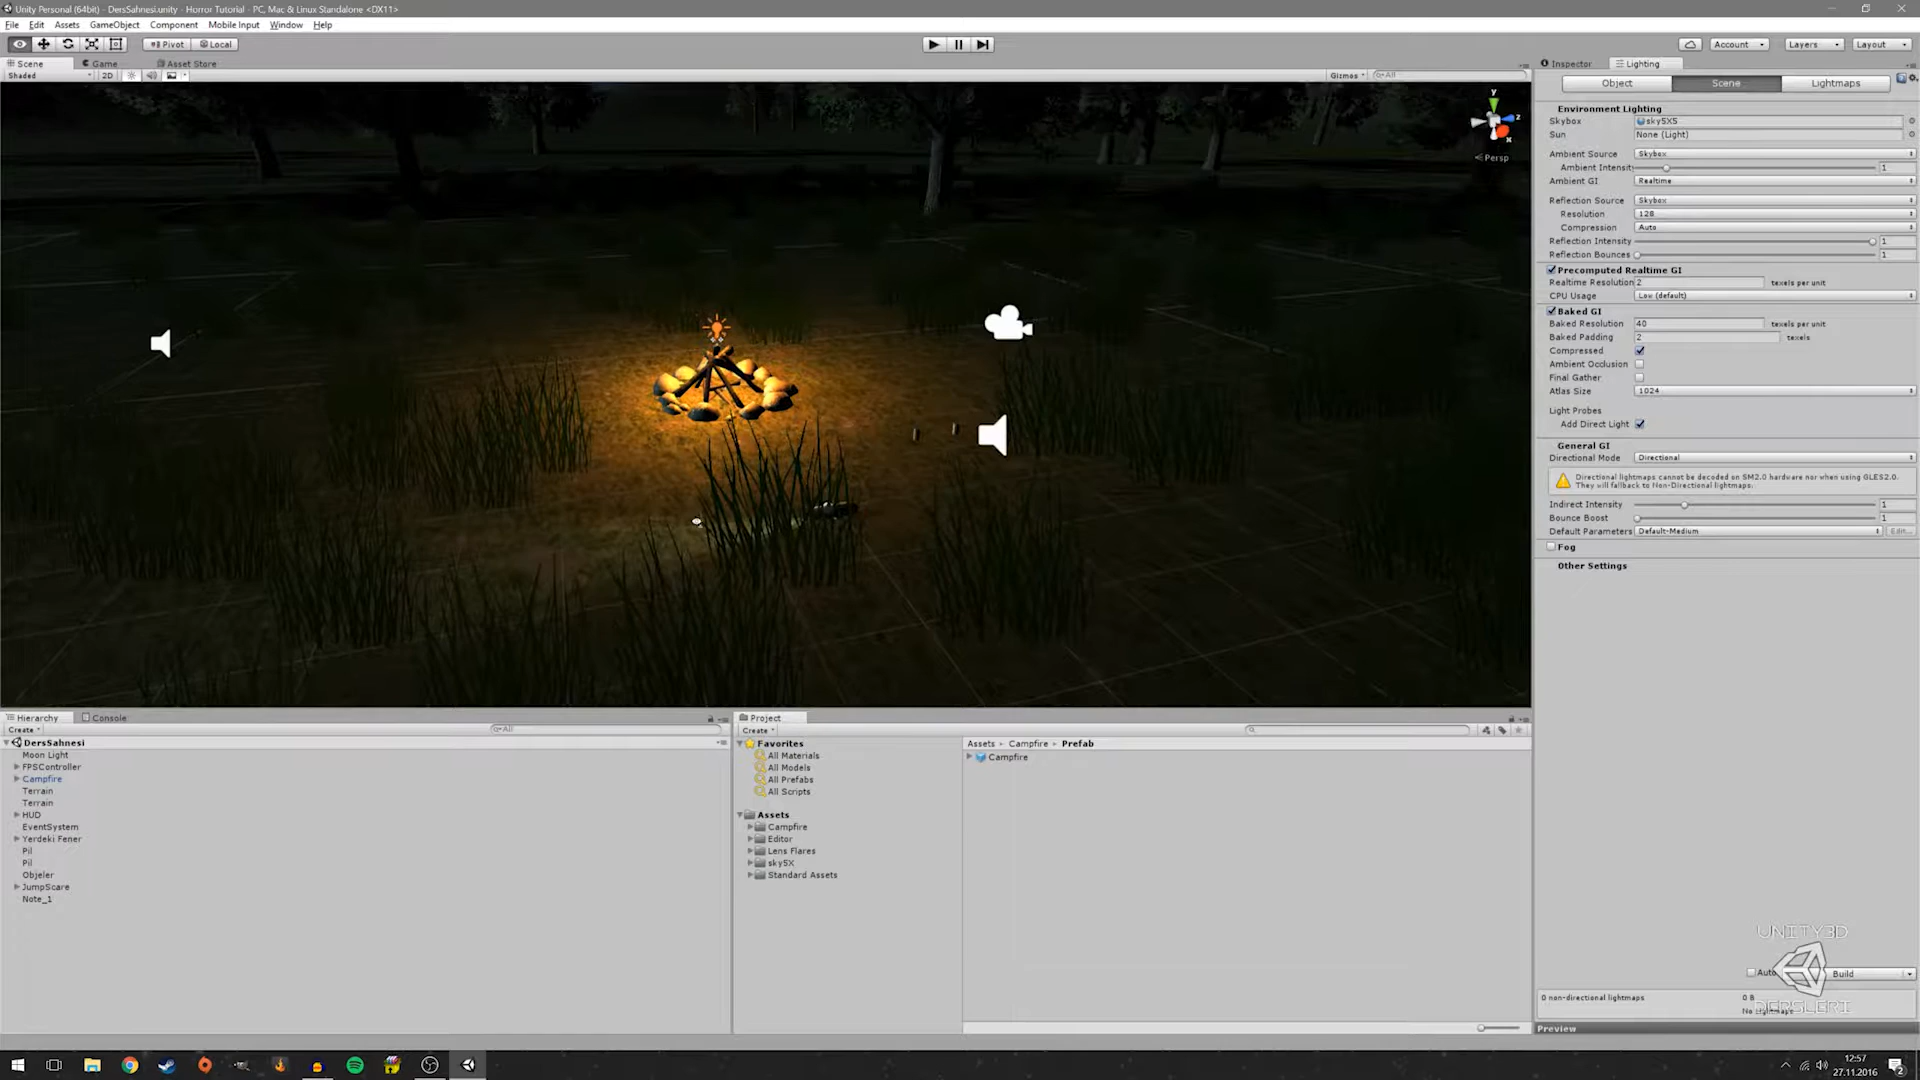 Unity Personal (64bit) - DersSahnesi.unity - Horror Tutorial - PC, Mac & Linux Standalone <DX11>
File Edit Assets GameObject Component Mobile Input Window Help
Pivot Local Account Layers Layout
Scene Game Asset Store
Shaded 2D Gizmos All
y
z
x
Persp
Inspector Lighting
Object Scene Lightmaps
Environment Lighting
Skybox sky5X5
Sun None (Light)
Ambient Source Skybox
Ambient Intensit 1
Ambient GI Realtime
Reflection Source Skybox
Resolution 128
Compression Auto
Reflection Intensity 1
Reflection Bounces 1
Precomputed Realtime GI
Realtime Resolution 2 texels per unit
CPU Usage Low (default)
Baked GI
Baked Resolution 40 texels per unit
Baked Padding 2 texels
Compressed
Ambient Occlusion
Final Gather
Atlas Size 1024
Light Probes
Add Direct Light
General GI
Directional Mode Directional
Directional lightmaps cannot be decoded on SM2.0 hardware nor when using GLES2.0.
They will fallback to Non-Directional lightmaps.
Indirect Intensity 1
Bounce Boost 1
Default Parameters Default-Medium Edit...
Fog
Other Settings
Hierarchy Console
Create All
DersSahnesi
Moon Light
FPSController
Campfire
Terrain
Terrain
HUD
EventSystem
Yerdeki Fener
Pil
Pil
Objeler
JumpScare
Note_1
Project
Create
Favorites
All Materials
All Models
All Prefabs
All Scripts
Assets
Campfire
Editor
Lens Flares
sky5X
Standard Assets
Assets Campfire Prefab
Campfire
UNITY3D
DERSLERI
Auto Build
0 non-directional lightmaps 0 B
No Lightmaps
Preview
12:57
27.11.2016
2